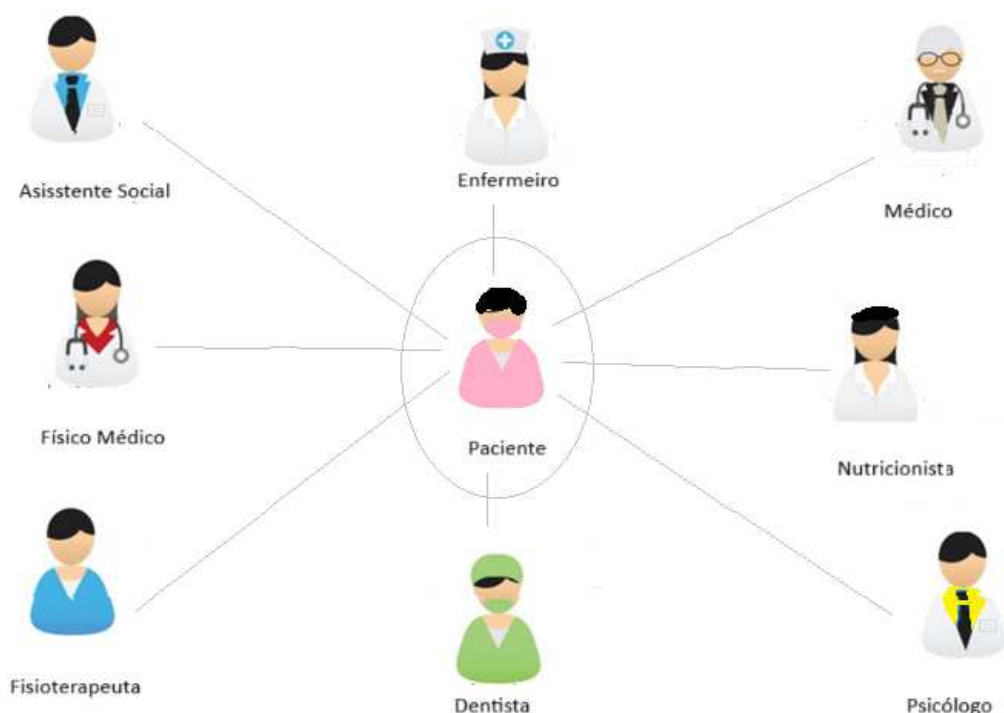 Asisstente Social
Enfermeiro
Médico
Físico Médico
Paciente
Nutricionista
Fisioterapeuta
Dentista
Psicólogo